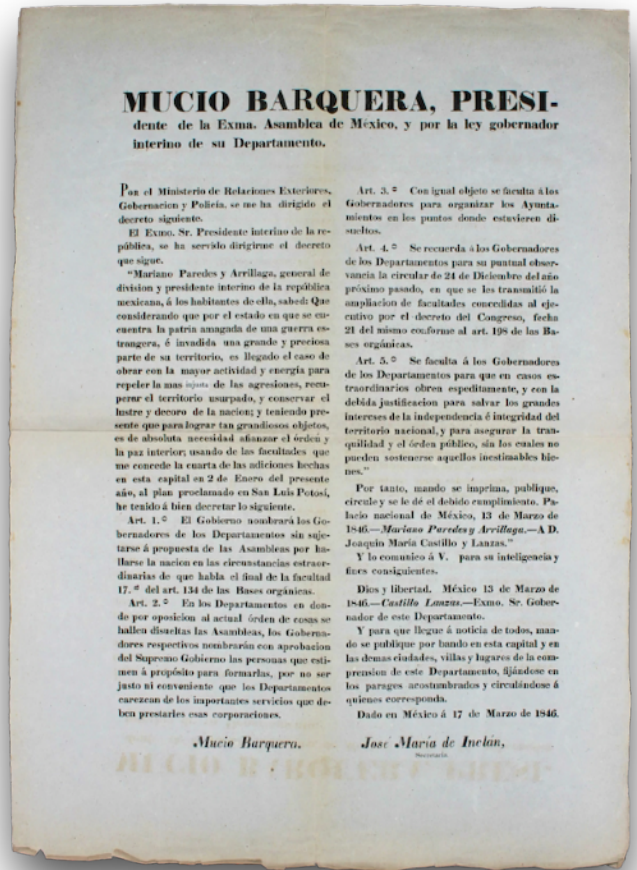 MUCIO BARQUERA, PRESI-
dente de la Exma. Asamblea de México, y por la ley gobernador
interino de su Departamento.
Por el Ministerio de Relaciones Exteriores,
Gobernacion y Policía, se me ha dirigido el
decreto siguiente.
El Exmo. Sr. Presidente interino de la re-
pública, se ha servido dirigirme el decreto
que sigue.
"Mariano Paredes y Arrillaga, general de
division y presidente interino de la república
mexicana, á los habitantes de ella, sabed: Que
considerando que por el estado en que se en-
cuentra la patria amagada de una guerra es-
trangera, é invadida una grande y preciosa
parte de su territorio, es llegado el caso de
obrar con la mayor actividad y energía para
repeler la mas injusta de las agresiones, recu-
perar el territorio usurpado, y conservar el
lustre y decoro de la nacion; y teniendo pre-
sente que para lograr tan grandiosos objetos,
es de absoluta necesidad afianzar el órden y
la paz interior; usando de las facultades que
me concede la cuarta de las adiciones hechas
en esta capital en 2 de Enero del presente
año, al plan proclamado en San Luis Potosí,
he tenido á bien decretar lo siguiente.
Art. 1.º El Gobierno nombrará los Go-
bernadores de los Departamentos sin suje-
tarse á propuesta de las Asambleas por ha-
llarse la nacion en las circunstancias estraor-
dinarias de que habla el final de la facultad
17.ª del art. 134 de las Bases orgánicas.
Art. 2.º En los Departamentos en don-
de por oposicion al actual órden de cosas se
hallen disueltas las Asambleas, los Goberna-
dores respectivos nombrarán con aprobacion
del Supremo Gobierno las personas que esti-
men á propósito para formarlas, por no ser
justo ni conveniente que los Departamentos
carezcan de los importantes servicios que de-
ben prestarles esas corporaciones.
Art. 3.º Con igual objeto se faculta á los
Gobernadores para organizar los Ayunta-
mientos en los puntos donde estuvieren di-
sueltos.
Art. 4.º Se recuerda á los Gobernadores
de los Departamentos para su puntual obser-
vancia la circular de 24 de Diciembre del año
próximo pasado, en que se les transmitió la
ampliacion de facultades concedidas al eje-
cutivo por el decreto del Congreso, fecha
21 del mismo conforme al art. 198 de las Ba-
ses orgánicas.
Art. 5.º Se faculta á los Gobernadores
de los Departamentos para que en casos es-
traordinarios obren espeditamente, y con la
debida justificacion para salvar los grandes
intereses de la independencia é integridad del
territorio nacional, y para asegurar la tran-
quilidad y el órden público, sin los cuales no
pueden sostenerse aquellos inestimables bie-
nes."
Por tanto, mando se imprima, publique,
circule y se le dé el debido cumplimiento. Pa-
lacio nacional de México, 13 de Marzo de
1846.—Mariano Paredes y Arrillaga.—A D.
Joaquin María Castillo y Lanzas."
Y lo comunico á V. para su inteligencia y
fines consiguientes.
Dios y libertad. México 13 de Marzo de
1846.—Castillo Lanzas.—Exmo. Sr. Gober-
nador de este Departamento.
Y para que llegue á noticia de todos, man-
do se publique por bando en esta capital y en
las demas ciudades, villas y lugares de la com-
prension de este Departamento, fijándose en
los parages acostumbrados y circulándose á
quienes corresponda.
Dado en México á 17 de Marzo de 1846.
Mucio Barquera.
José María de Inclán,
Secretario.